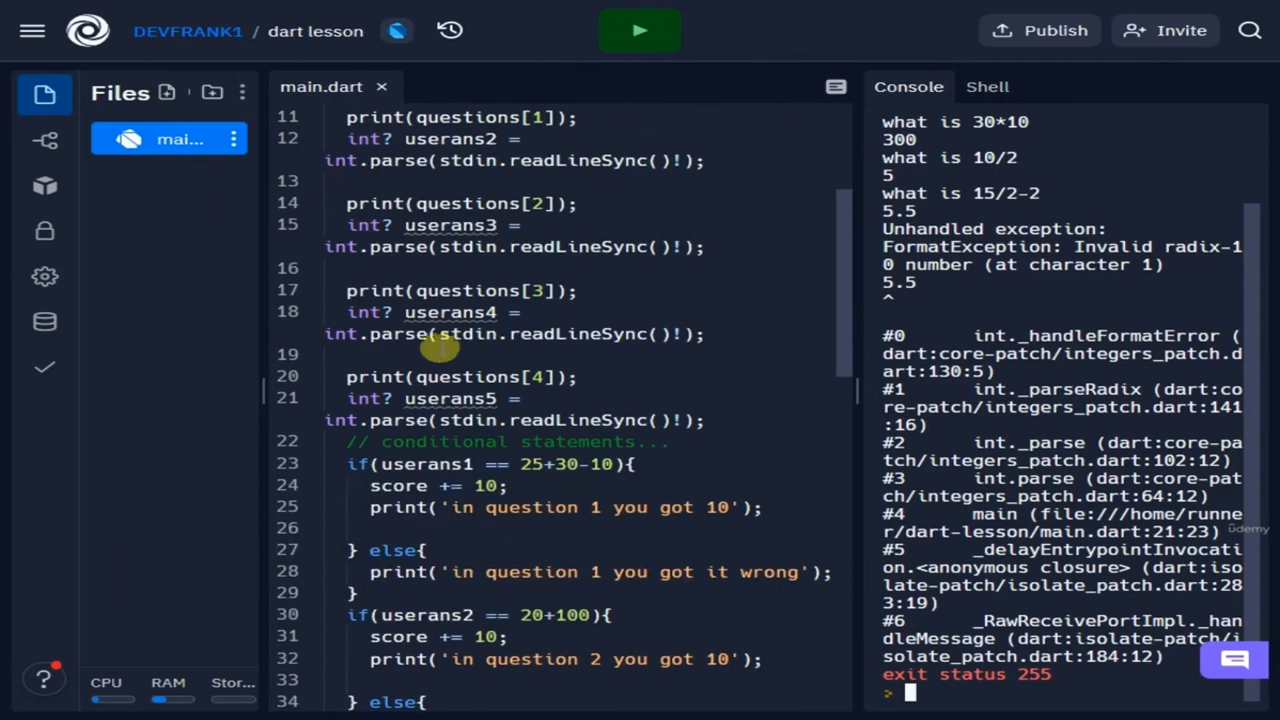 DEVFRANK1 / dart lesson
Publish
Invite
Files
mai...
CPU RAM Stor...
?
main.dart ×
11 print(questions[1]);
12 int? userans2 =
int.parse(stdin.readLineSync()!);
13
14 print(questions[2]);
15 int? userans3 =
int.parse(stdin.readLineSync()!);
16
17 print(questions[3]);
18 int? userans4 =
int.parse(stdin.readLineSync()!);
19
20 print(questions[4]);
21 int? userans5 =
int.parse(stdin.readLineSync()!);
22 // conditional statements...
23 if(userans1 == 25+30-10){
24 score += 10;
25 print('in question 1 you got 10');
26
27 } else{
28 print('in question 1 you got it wrong');
29 }
30 if(userans2 == 20+100){
31 score += 10;
32 print('in question 2 you got 10');
33
34 } else{
Console Shell
what is 30*10
300
what is 10/2
5
what is 15/2-2
5.5
Unhandled exception:
FormatException: Invalid radix-1
0 number (at character 1)
5.5
^
#0 int._handleFormatError (
dart:core-patch/integers_patch.d
art:130:5)
#1 int._parseRadix (dart:co
re-patch/integers_patch.dart:141
:16)
#2 int._parse (dart:core-pa
tch/integers_patch.dart:102:12)
#3 int.parse (dart:core-pat
ch/integers_patch.dart:64:12)
#4 main (file:///home/runne
r/dart-lesson/main.dart:21:23)
#5 _delayEntrypointInvocati
on.<anonymous closure> (dart:iso
late-patch/isolate_patch.dart:28
3:19)
#6 _RawReceivePortImpl._han
dleMessage (dart:isolate-patch/i
solate_patch.dart:184:12)
exit status 255
>
ûdemy